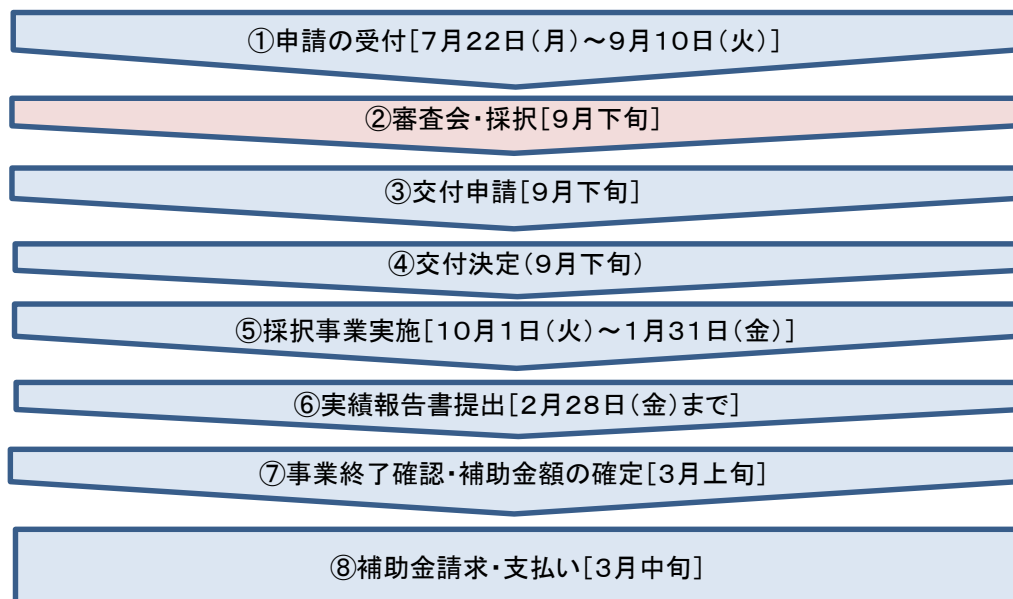 ①申請の受付[7月22日(月)~9月10日(火)]
②審査会・採択[9月下旬]
③交付申請[9月下旬]
④交付決定(9月下旬)
⑤採択事業実施[10月1日(火)~1月31日(金)]
⑥実績報告書提出[2月28日(金)まで]
⑦事業終了確認・補助金額の確定[3月上旬]
⑧補助金請求・支払い[3月中旬]